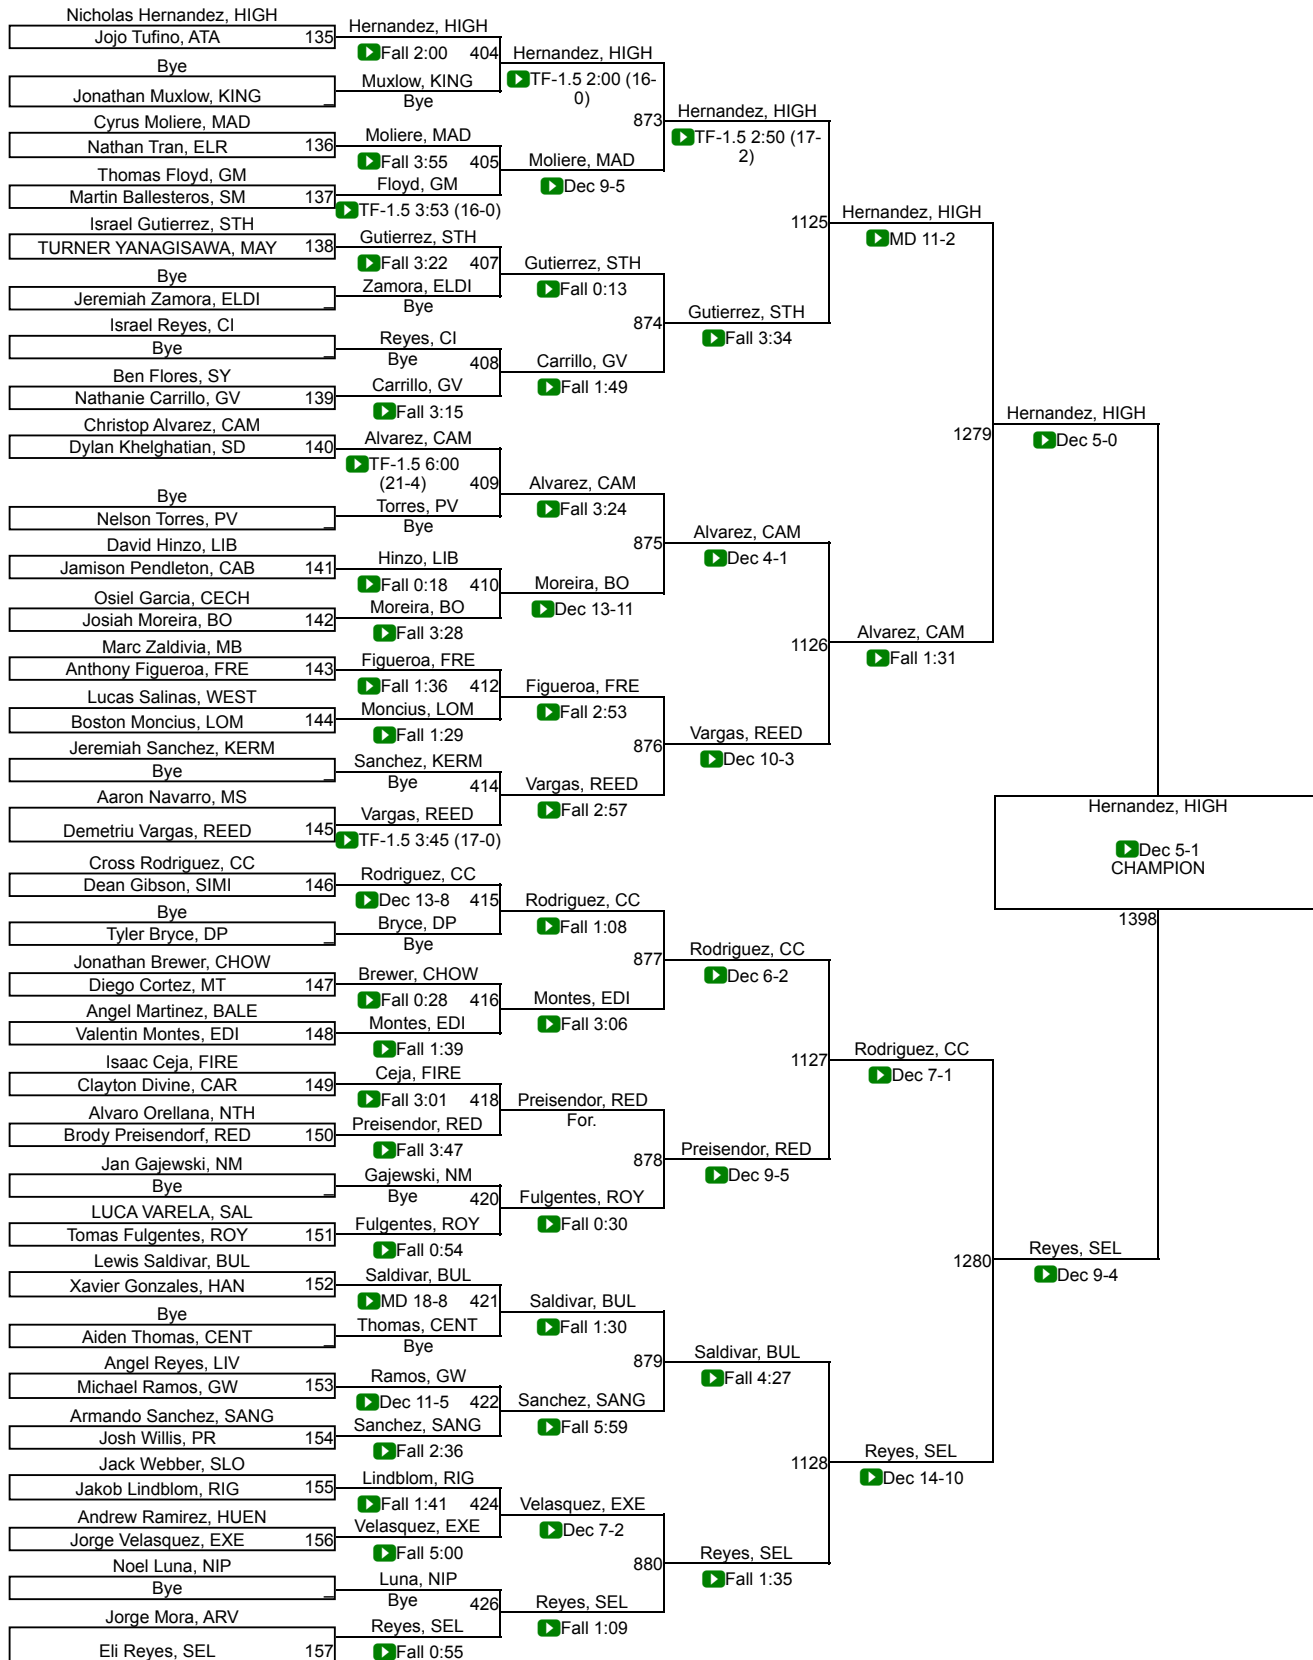 Nicholas Hernandez, HIGH
Jojo Tufino, ATA 135
Bye
Jonathan Muxlow, KING _
Cyrus Moliere, MAD
Nathan Tran, ELR 136
Thomas Floyd, GM
Martin Ballesteros, SM 137
Israel Gutierrez, STH
TURNER YANAGISAWA, MAY 138
Bye
Jeremiah Zamora, ELDI _
Israel Reyes, CI
Bye _
Ben Flores, SY
Nathanie Carrillo, GV 139
Christop Alvarez, CAM
Dylan Khelghatian, SD 140
Bye
Nelson Torres, PV _
David Hinzo, LIB
Jamison Pendleton, CAB 141
Osiel Garcia, CECH
Josiah Moreira, BO 142
Marc Zaldivia, MB
Anthony Figueroa, FRE 143
Lucas Salinas, WEST
Boston Moncius, LOM 144
Jeremiah Sanchez, KERM
Bye _
Aaron Navarro, MS
Demetriu Vargas, REED 145
Cross Rodriguez, CC
Dean Gibson, SIMI 146
Bye
Tyler Bryce, DP _
Jonathan Brewer, CHOW
Diego Cortez, MT 147
Angel Martinez, BALE
Valentin Montes, EDI 148
Isaac Ceja, FIRE
Clayton Divine, CAR 149
Alvaro Orellana, NTH
Brody Preisendorf, RED 150
Jan Gajewski, NM
Bye _
LUCA VARELA, SAL
Tomas Fulgentes, ROY 151
Lewis Saldivar, BUL
Xavier Gonzales, HAN 152
Bye
Aiden Thomas, CENT _
Angel Reyes, LIV
Michael Ramos, GW 153
Armando Sanchez, SANG
Josh Willis, PR 154
Jack Webber, SLO
Jakob Lindblom, RIG 155
Andrew Ramirez, HUEN
Jorge Velasquez, EXE 156
Noel Luna, NIP
Bye _
Jorge Mora, ARV
Eli Reyes, SEL 157
Hernandez, HIGH
Fall 2:00 404
Muxlow, KING
Bye
Moliere, MAD
Fall 3:55 405
Floyd, GM
TF-1.5 3:53 (16-0)
Gutierrez, STH
Fall 3:22 407
Zamora, ELDI
Bye
Reyes, CI
Bye 408
Carrillo, GV
Fall 3:15
Alvarez, CAM
TF-1.5 6:00
(21-4) 409
Torres, PV
Bye
Hinzo, LIB
Fall 0:18 410
Moreira, BO
Fall 3:28
Figueroa, FRE
Fall 1:36 412
Moncius, LOM
Fall 1:29
Sanchez, KERM
Bye 414
Vargas, REED
TF-1.5 3:45 (17-0)
Rodriguez, CC
Dec 13-8 415
Bryce, DP
Bye
Brewer, CHOW
Fall 0:28 416
Montes, EDI
Fall 1:39
Ceja, FIRE
Fall 3:01 418
Preisendor, RED
Fall 3:47
Gajewski, NM
Bye 420
Fulgentes, ROY
Fall 0:54
Saldivar, BUL
MD 18-8 421
Thomas, CENT
Bye
Ramos, GW
Dec 11-5 422
Sanchez, SANG
Fall 2:36
Lindblom, RIG
Fall 1:41 424
Velasquez, EXE
Fall 5:00
Luna, NIP
Bye 426
Reyes, SEL
Fall 0:55
Hernandez, HIGH
TF-1.5 2:00 (16-
0)
873
Moliere, MAD
Dec 9-5
Gutierrez, STH
Fall 0:13
874
Carrillo, GV
Fall 1:49
Alvarez, CAM
Fall 3:24
875
Moreira, BO
Dec 13-11
Figueroa, FRE
Fall 2:53
876
Vargas, REED
Fall 2:57
Rodriguez, CC
Fall 1:08
877
Montes, EDI
Fall 3:06
Preisendor, RED
For.
878
Fulgentes, ROY
Fall 0:30
Saldivar, BUL
Fall 1:30
879
Sanchez, SANG
Fall 5:59
Velasquez, EXE
Dec 7-2
880
Reyes, SEL
Fall 1:09
Hernandez, HIGH
TF-1.5 2:50 (17-
2)
1125
Gutierrez, STH
Fall 3:34
Alvarez, CAM
Dec 4-1
1126
Vargas, REED
Dec 10-3
Rodriguez, CC
Dec 6-2
1127
Preisendor, RED
Dec 9-5
Saldivar, BUL
Fall 4:27
1128
Reyes, SEL
Fall 1:35
Hernandez, HIGH
MD 11-2
1279
Alvarez, CAM
Fall 1:31
Rodriguez, CC
Dec 7-1
1280
Reyes, SEL
Dec 14-10
Hernandez, HIGH
Dec 5-0
Hernandez, HIGH
Dec 5-1
CHAMPION
1398
Reyes, SEL
Dec 9-4